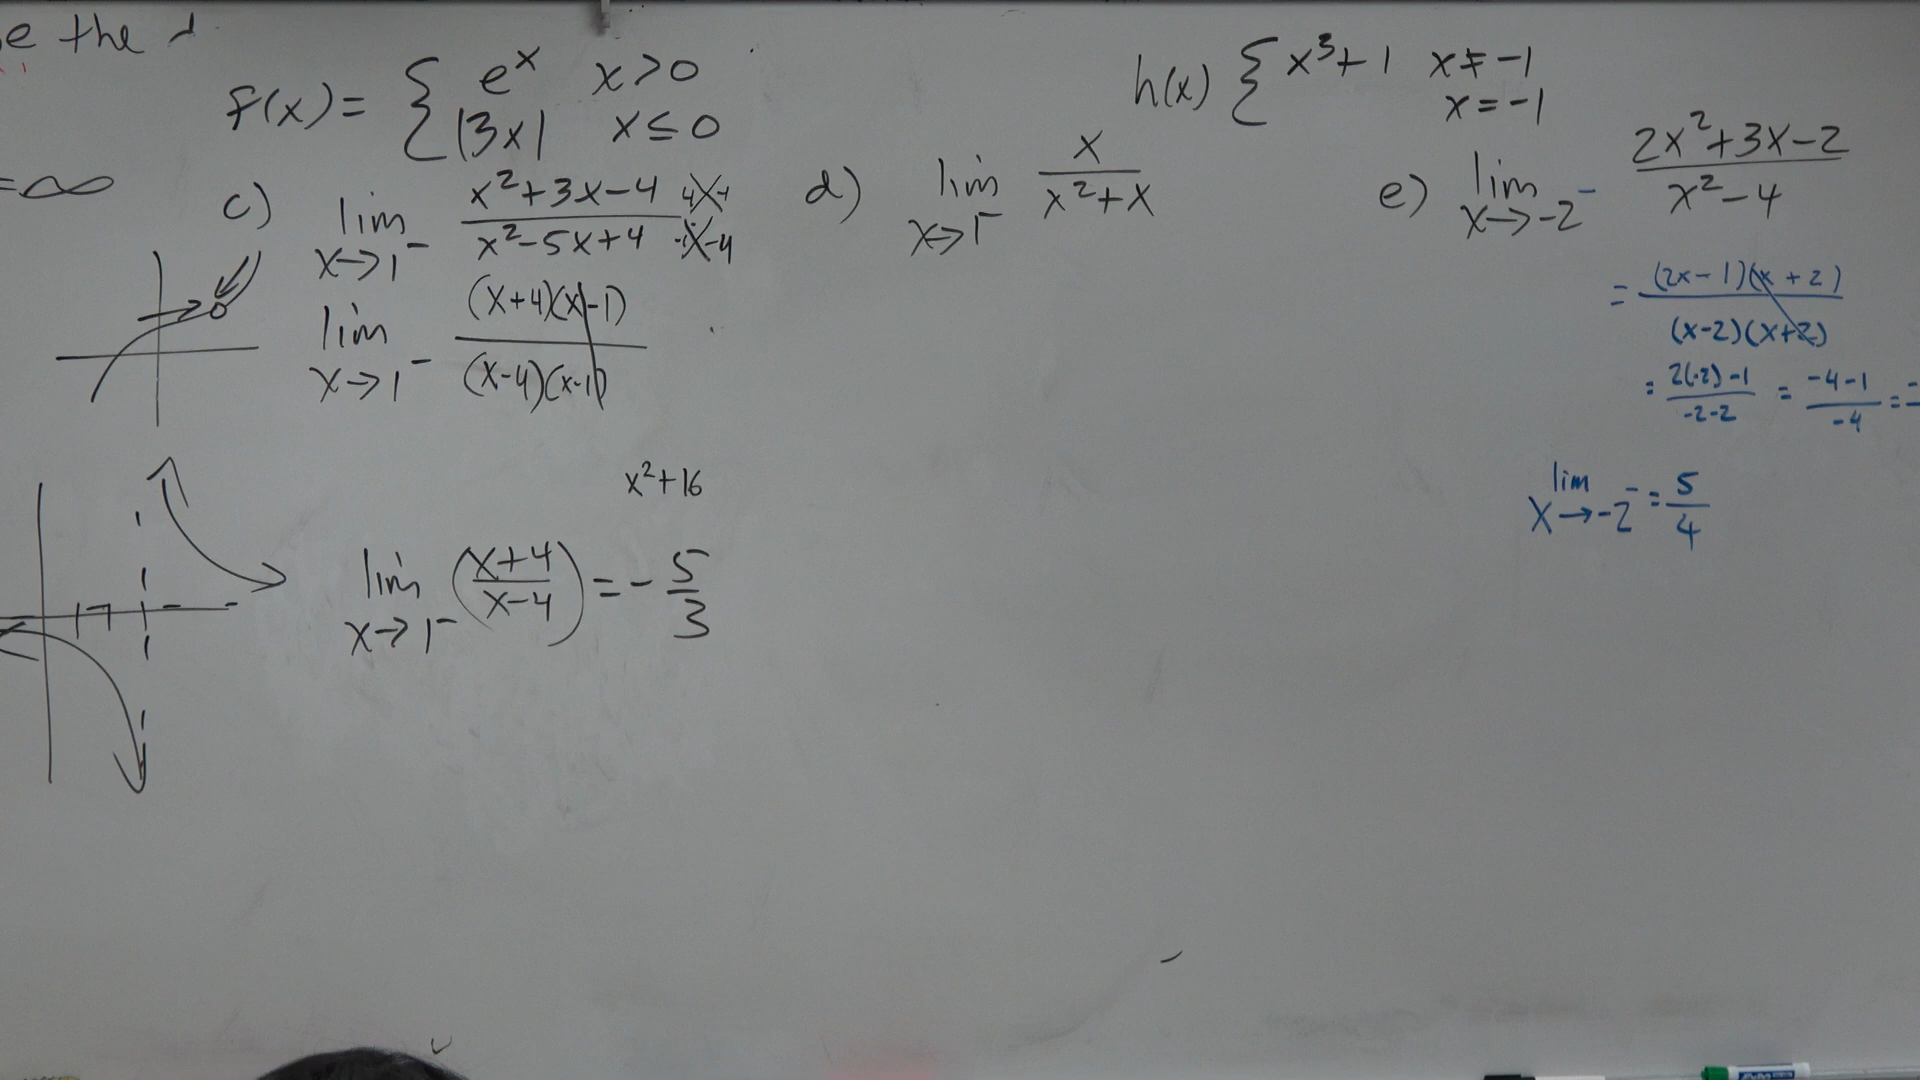 e the
f(x) = { e^x x > 0
|3x| x ≤ 0
= ∞
c) lim x→1⁻ (x²+3x-4)/(x²-5x+4)
lim x→1⁻ ((x+4)(x-1))/((x-4)(x-1))
x²+16
lim x→1⁻ ((x+4)/(x-4)) = -5/3
d) lim x→1⁻ x/(x²+x)
h(x) { x³+1 x ≠ -1
x = -1
e) lim x→-2⁻ (2x²+3x-2)/(x²-4)
= ((2x-1)(x+2))/((x-2)(x+2))
= (2(-2)-1)/(-2-2) = (-4-1)/-4 =
lim x→-2⁻ = 5/4